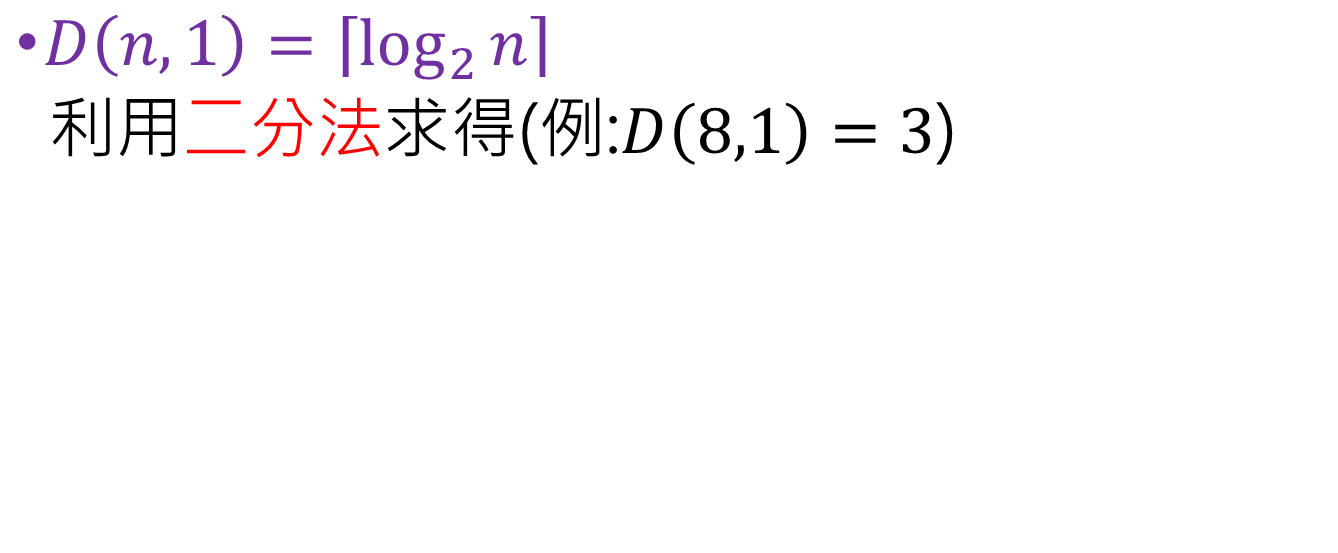 •D(n, 1) = ⌈log₂ n⌉
利用二分法求得(例:D(8,1) = 3)